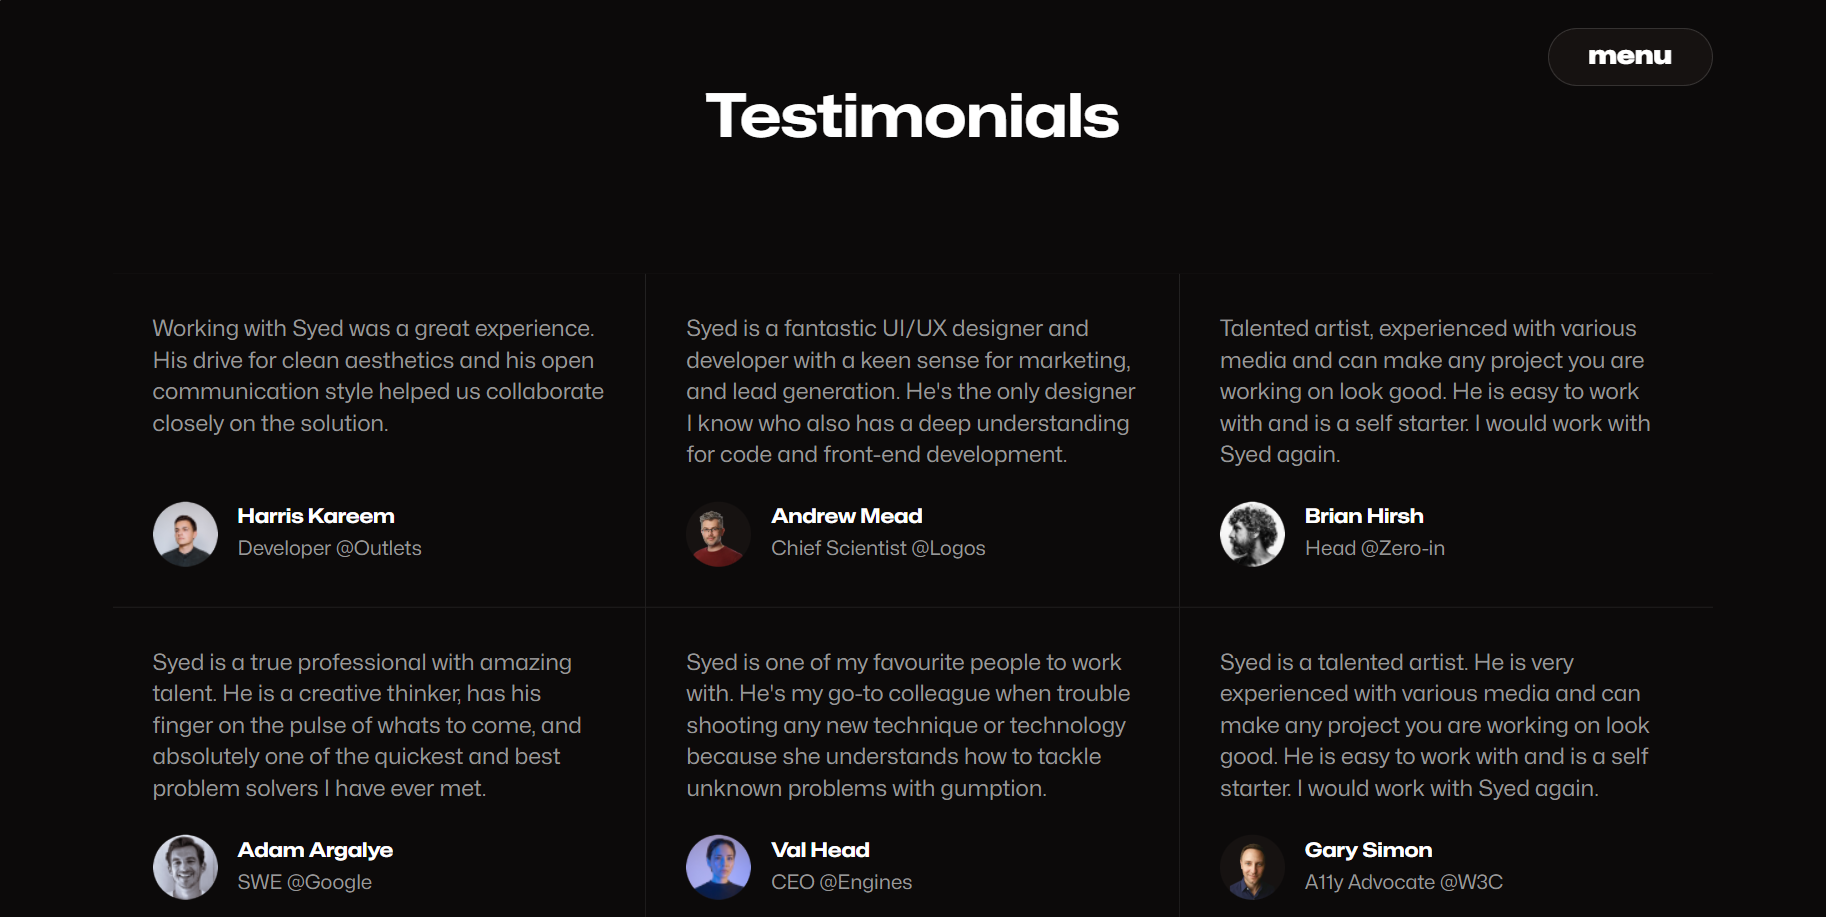 menu
Testimonials
Working with Syed was a great experience.
His drive for clean aesthetics and his open
communication style helped us collaborate
closely on the solution.
Harris Kareem
Developer @Outlets
Syed is a fantastic UI/UX designer and
developer with a keen sense for marketing,
and lead generation. He's the only designer
I know who also has a deep understanding
for code and front-end development.
Andrew Mead
Chief Scientist @Logos
Talented artist, experienced with various
media and can make any project you are
working on look good. He is easy to work
with and is a self starter. I would work with
Syed again.
Brian Hirsh
Head @Zero-in
Syed is a true professional with amazing
talent. He is a creative thinker, has his
finger on the pulse of whats to come, and
absolutely one of the quickest and best
problem solvers I have ever met.
Adam Argalye
SWE @Google
Syed is one of my favourite people to work
with. He's my go-to colleague when trouble
shooting any new technique or technology
because she understands how to tackle
unknown problems with gumption.
Val Head
CEO @Engines
Syed is a talented artist. He is very
experienced with various media and can
make any project you are working on look
good. He is easy to work with and is a self
starter. I would work with Syed again.
Gary Simon
A11y Advocate @W3C